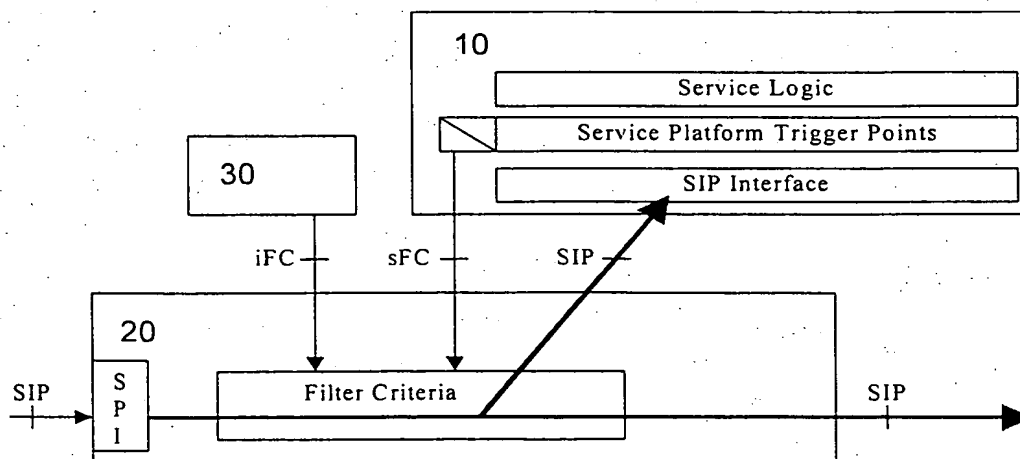 10
Service Logic
Service Platform Trigger Points
SIP Interface
30
iFC
sFC
SIP
20
SIP
S
P
I
Filter Criteria
SIP